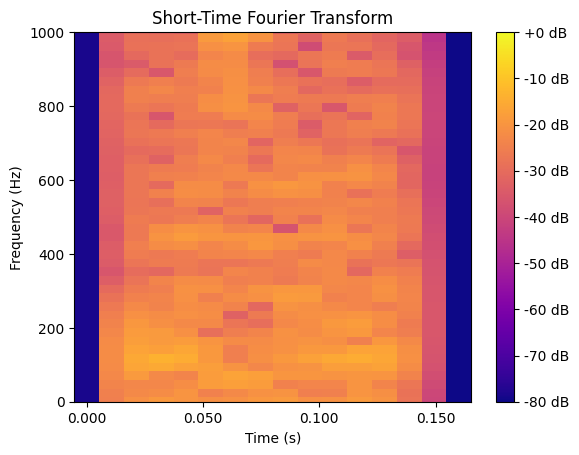 Short-Time Fourier Transform
1000
800
600
400
200
0
Frequency (Hz)
0.000
0.050
0.100
0.150
Time (s)
+0 dB
-10 dB
-20 dB
-30 dB
-40 dB
-50 dB
-60 dB
-70 dB
-80 dB